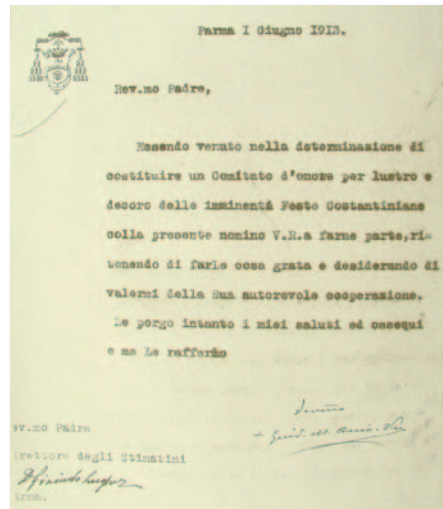 Parma I Giugno I9I3.
Rev.mo Padre,
Essendo venuto nella determinazione di
costituire un Comitato d'onore per lustro e
decoro delle imminenti Feste Costantiniane
colla presente nomino V.R.a farne parte,ri=
tenendo di farle cosa grata e desiderando di
valermi della Sua autorevole cooperazione.
Le porgo intanto i miei saluti ed ossequi
e me Le raffermo
ev.mo Padre
irettore degli Stimatini